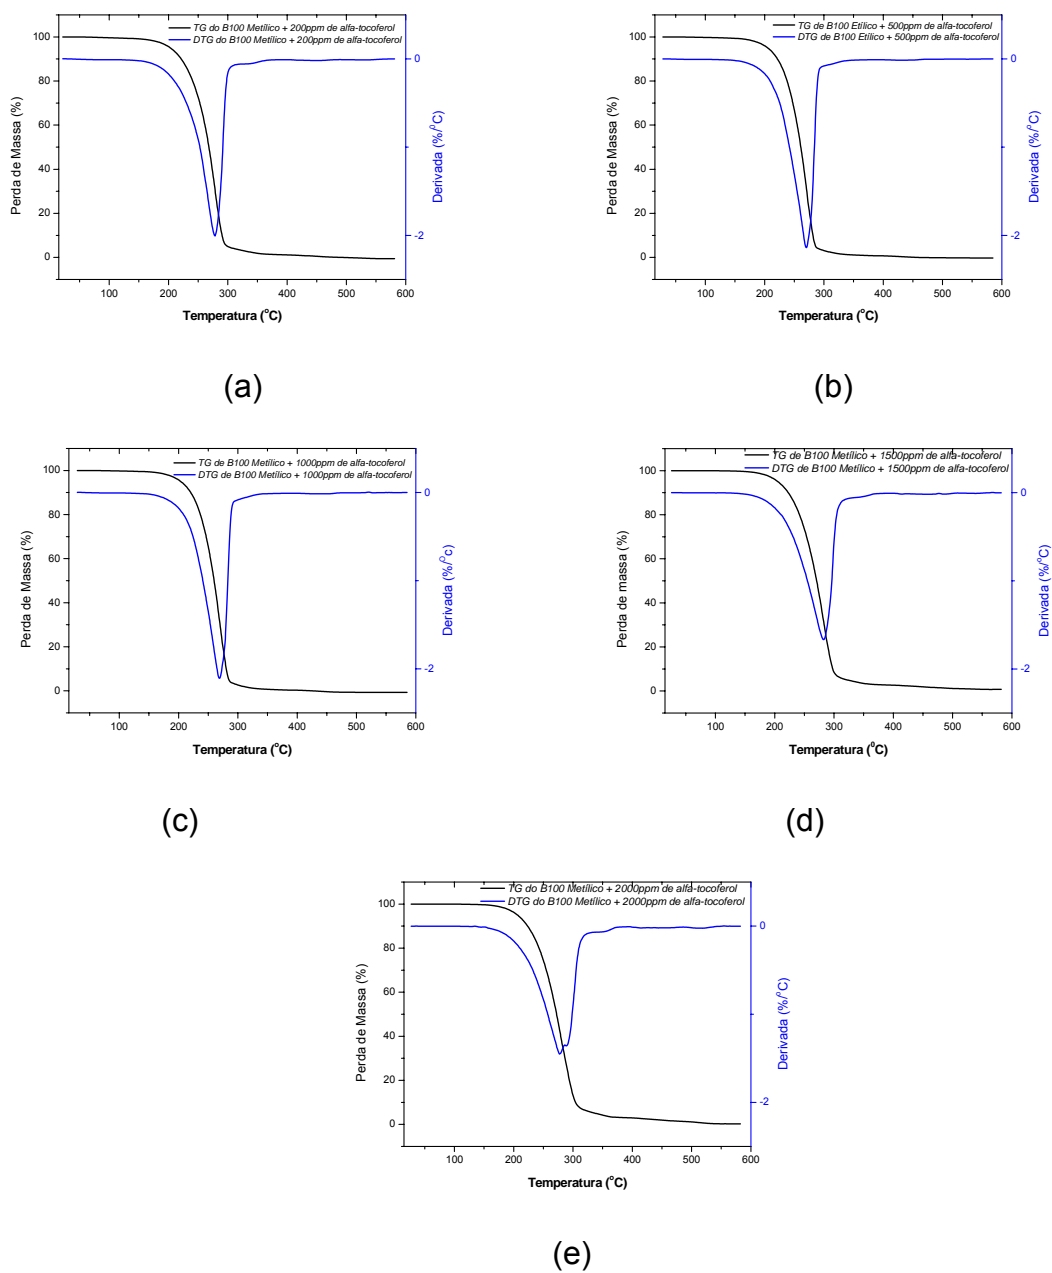 TG do B100 Metílico + 200ppm de alfa-tocoferol
DTG do B100 Metílico + 200ppm de alfa-tocoferol
100
80
60
40
20
0
Perda de Massa (%)
0
-2
Derivada (%/°C)
100 200 300 400 500 600
Temperatura (°C)
(a)
TG de B100 Etílico + 500ppm de alfa-tocoferol
DTG de B100 Etílico + 500ppm de alfa-tocoferol
100
80
60
40
20
0
Perda de Massa (%)
0
-2
Derivada (%/°C)
100 200 300 400 500 600
Temperatura (°C)
(b)
TG de B100 Metílico + 1000ppm de alfa-tocoferol
DTG de B100 Metílico + 1000ppm de alfa-tocoferol
100
80
60
40
20
0
Perda de Massa (%)
0
-2
Derivada (%/°c)
100 200 300 400 500 600
Temperatura (°C)
(c)
TG de B100 Metílico + 1500ppm de alfa-tocoferol
DTG de B100 Metílico + 1500ppm de alfa-tocoferol
100
80
60
40
20
0
Perda de massa (%)
0
-2
Derivada (%/°C)
100 200 300 400 500 600
Temperatura (⁰C)
(d)
TG do B100 Metílico + 2000ppm de alfa-tocoferol
DTG do B100 Metílico + 2000ppm de alfa-tocoferol
100
80
60
40
20
0
Perda de Massa (%)
0
-2
Derivada (%/°C)
100 200 300 400 500 600
Temperatura (°C)
(e)